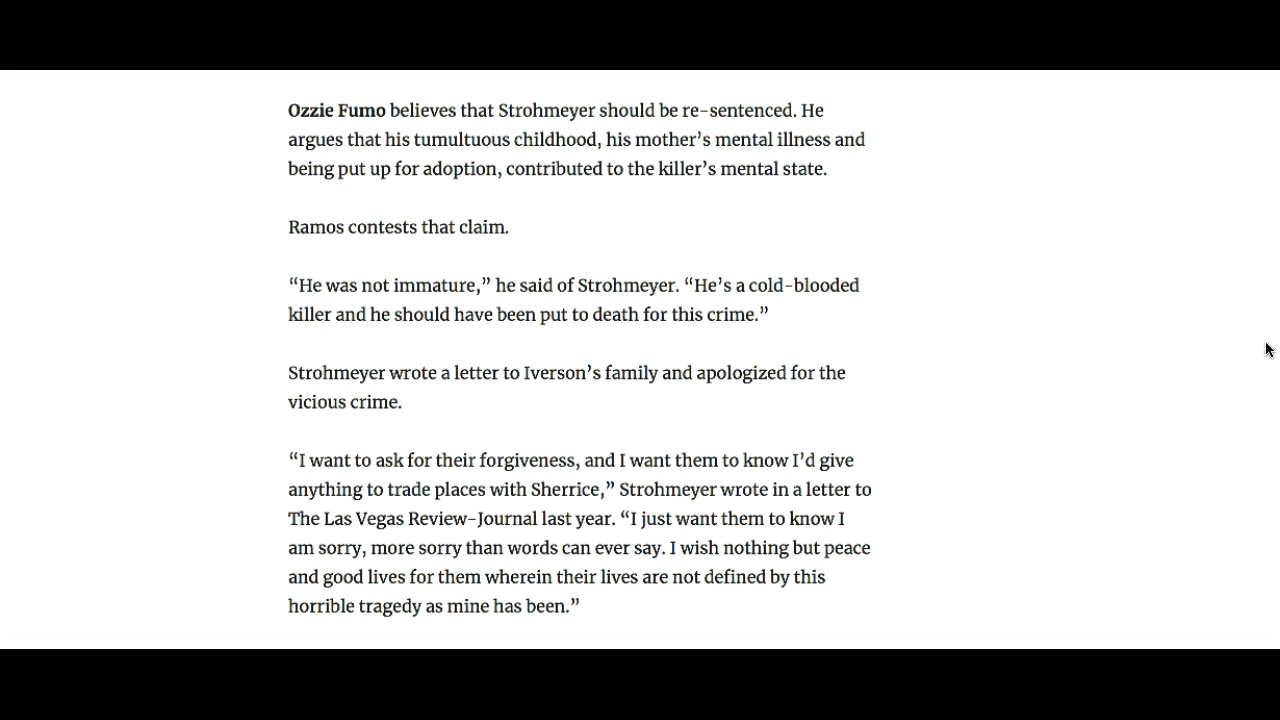 Ozzie Fumo believes that Strohmeyer should be re-sentenced. He
argues that his tumultuous childhood, his mother’s mental illness and
being put up for adoption, contributed to the killer’s mental state.
Ramos contests that claim.
“He was not immature,” he said of Strohmeyer. “He’s a cold-blooded
killer and he should have been put to death for this crime.”
Strohmeyer wrote a letter to Iverson’s family and apologized for the
vicious crime.
“I want to ask for their forgiveness, and I want them to know I’d give
anything to trade places with Sherrice,” Strohmeyer wrote in a letter to
The Las Vegas Review-Journal last year. “I just want them to know I
am sorry, more sorry than words can ever say. I wish nothing but peace
and good lives for them wherein their lives are not defined by this
horrible tragedy as mine has been.”